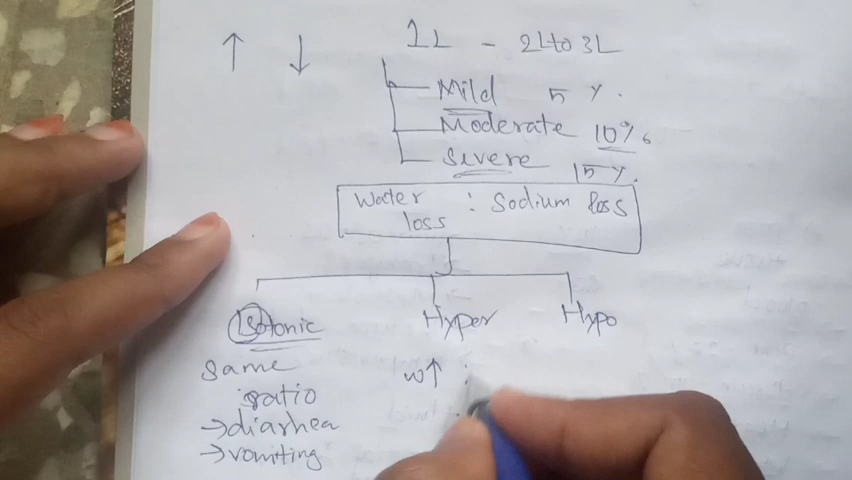 ↑ ↓ 1L - 2L to 3L
Mild 5 %.
Moderate 10%
Severe 15 %.
Water loss : Sodium loss
Isotonic Hyper Hypo
same w↑ :
ratio
→diarhea
→vomiting